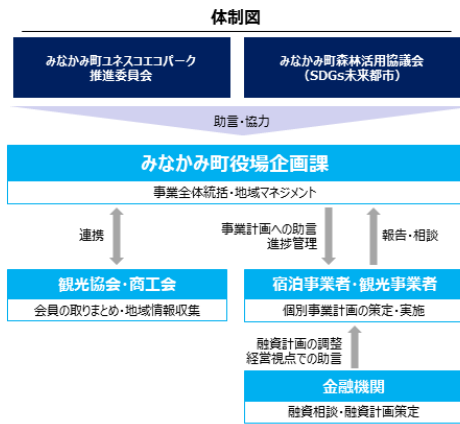 体制図
みなかみ町ユネスコエコパーク
推進委員会
みなかみ町森林活用協議会
（SDGs未来都市）
助言・協力
みなかみ町役場企画課
事業全体統括・地域マネジメント
連携
事業計画への助言
進捗管理
報告・相談
観光協会・商工会
会員の取りまとめ・地域情報収集
宿泊事業者・観光事業者
個別事業計画の策定・実施
融資計画の調整
経営視点での助言
金融機関
融資相談・融資計画策定